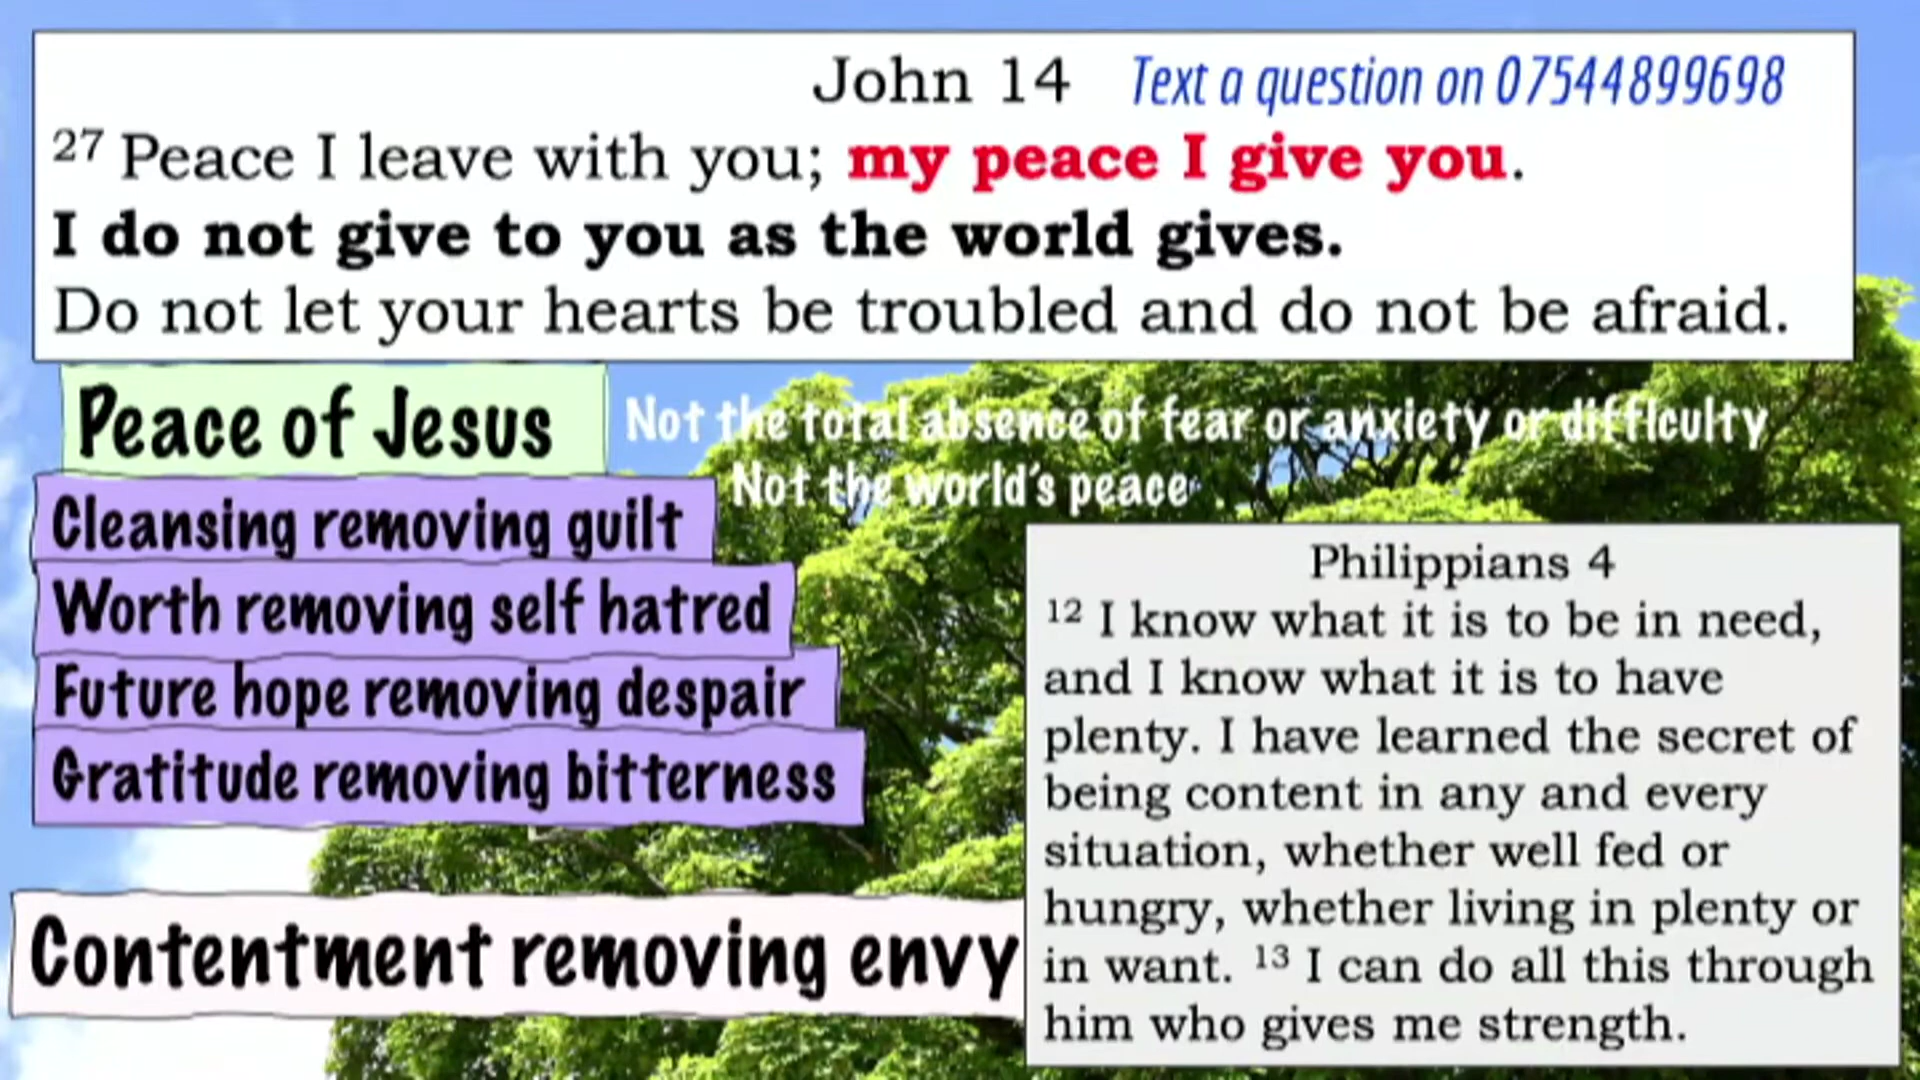 John 14
Text a question on 07544899698
27 Peace I leave with you; my peace I give you.
I do not give to you as the world gives.
Do not let your hearts be troubled and do not be afraid.
Peace of Jesus
Not the total absence of fear or anxiety or difficulty
Not the world's peace
Cleansing removing guilt
Worth removing self hatred
Future hope removing despair
Gratitude removing bitterness
Contentment removing envy
Philippians 4
12 I know what it is to be in need,
and I know what it is to have
plenty. I have learned the secret of
being content in any and every
situation, whether well fed or
hungry, whether living in plenty or
in want. 13 I can do all this through
him who gives me strength.